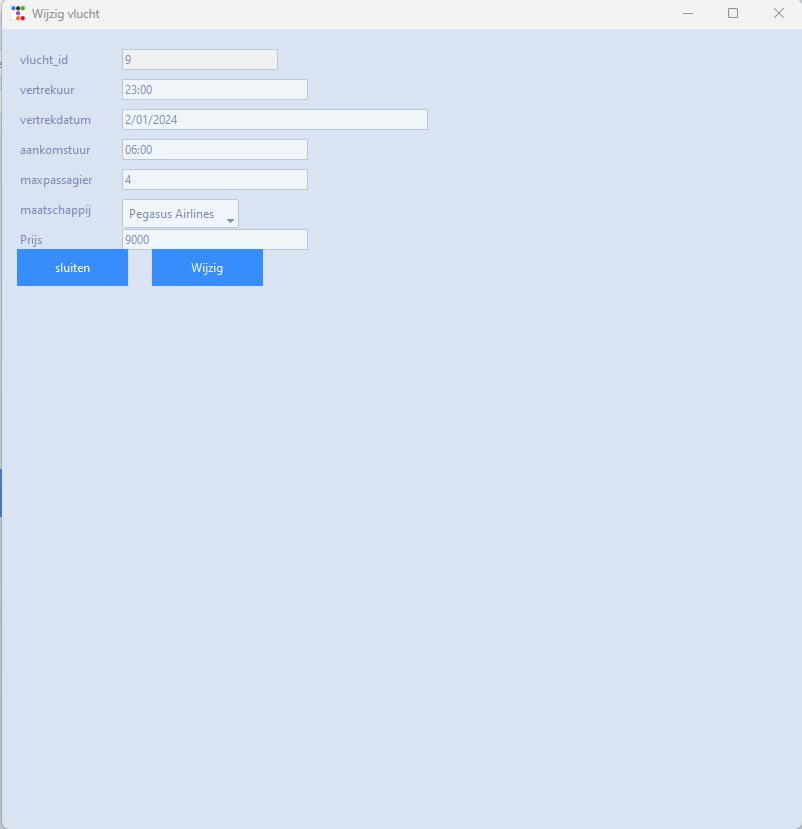 Wijzig vlucht
vlucht_id 9
vertrekuur 23:00
vertrekdatum 2/01/2024
aankomstuur 06:00
maxpassagier 4
maatschappij Pegasus Airlines
Prijs 9000
sluiten Wijzig